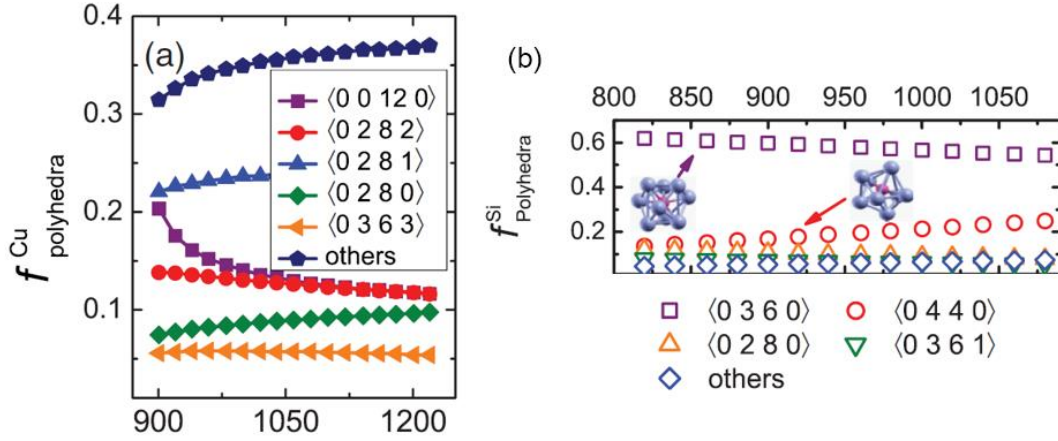 (a)
0.4
0.3
0.2
0.1
f Cu polyhedra
⟨0 0 12 0⟩
⟨0 2 8 2⟩
⟨0 2 8 1⟩
⟨0 2 8 0⟩
⟨0 3 6 3⟩
others
900 1050 1200
(b)
800 850 900 950 1000 1050
0.6
0.4
0.2
f Si Polyhedra
⟨0 3 6 0⟩ ⟨0 4 4 0⟩
⟨0 2 8 0⟩ ⟨0 3 6 1⟩
others